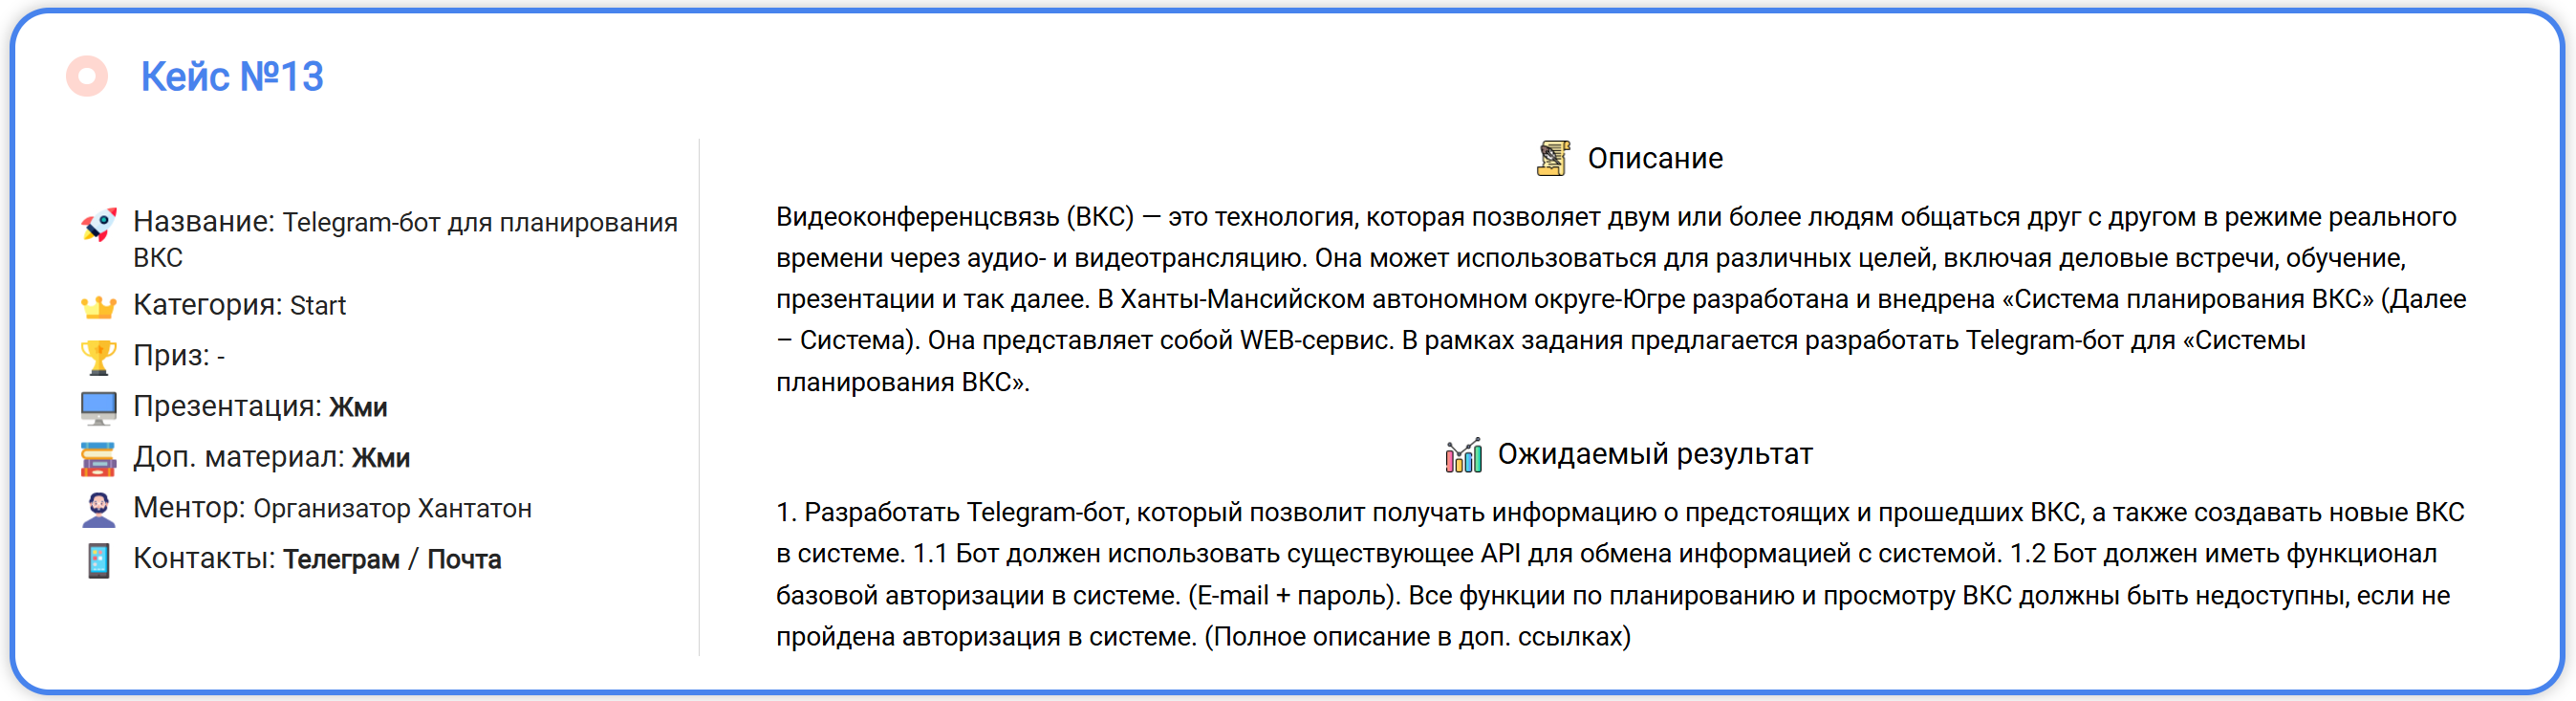 Кейс №13
Название: Telegram-бот для планирования
ВКС
Категория: Start
Приз: -
Презентация: Жми
Доп. материал: Жми
Ментор: Организатор Хантатон
Контакты: Телеграм / Почта
Описание
Видеоконференцсвязь (ВКС) — это технология, которая позволяет двум или более людям общаться друг с другом в режиме реального
времени через аудио- и видеотрансляцию. Она может использоваться для различных целей, включая деловые встречи, обучение,
презентации и так далее. В Ханты-Мансийском автономном округе-Югре разработана и внедрена «Система планирования ВКС» (Далее
– Система). Она представляет собой WEB-сервис. В рамках задания предлагается разработать Telegram-бот для «Системы
планирования ВКС».
Ожидаемый результат
1. Разработать Telegram-бот, который позволит получать информацию о предстоящих и прошедших ВКС, а также создавать новые ВКС
в системе. 1.1 Бот должен использовать существующее API для обмена информацией с системой. 1.2 Бот должен иметь функционал
базовой авторизации в системе. (E-mail + пароль). Все функции по планированию и просмотру ВКС должны быть недоступны, если не
пройдена авторизация в системе. (Полное описание в доп. ссылках)